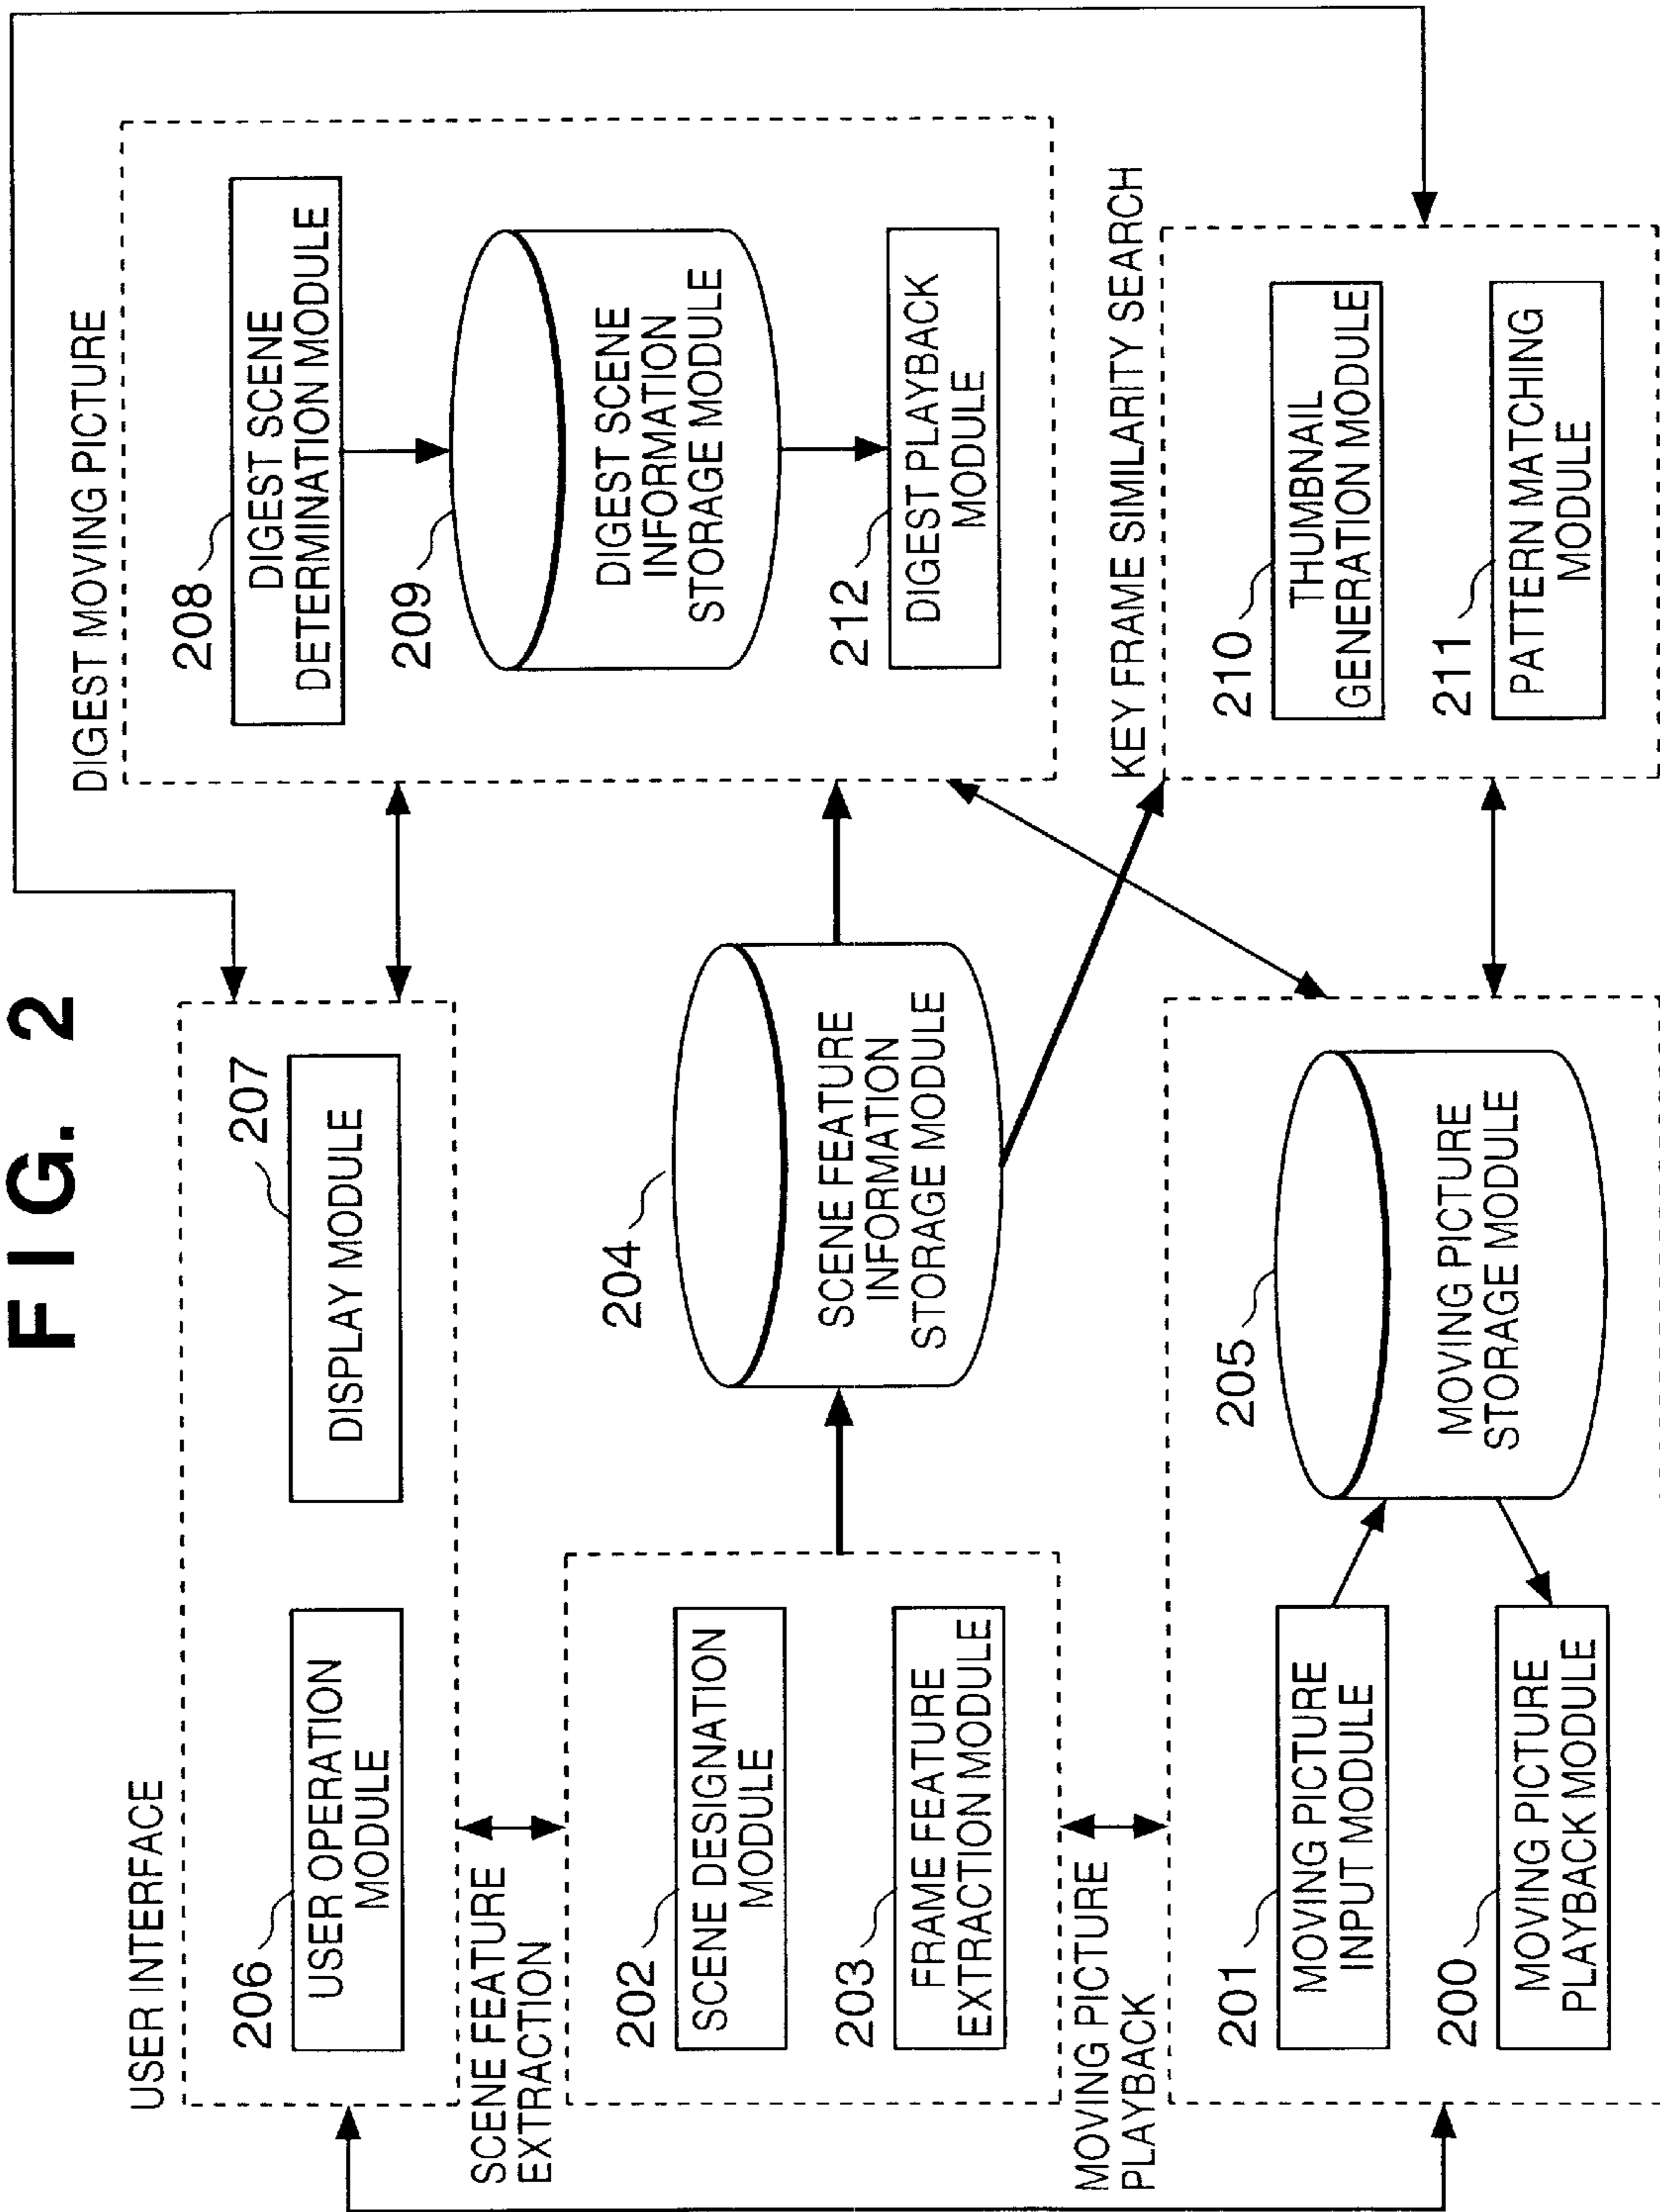 FIG. 2
USER INTERFACE
206
USER OPERATION
MODULE
207
DISPLAY MODULE
SCENE FEATURE
EXTRACTION
202
SCENE DESIGNATION
MODULE
203
FRAME FEATURE
EXTRACTION MODULE
204
SCENE FEATURE
INFORMATION
STORAGE MODULE
MOVING PICTURE
PLAYBACK
201
MOVING PICTURE
INPUT MODULE
200
MOVING PICTURE
PLAYBACK MODULE
205
MOVING PICTURE
STORAGE MODULE
DIGEST MOVING PICTURE
208
DIGEST SCENE
DETERMINATION MODULE
209
DIGEST SCENE
INFORMATION
STORAGE MODULE
212
DIGEST PLAYBACK
MODULE
KEY FRAME SIMILARITY SEARCH
210
THUMBNAIL
GENERATION MODULE
211
PATTERN MATCHING
MODULE